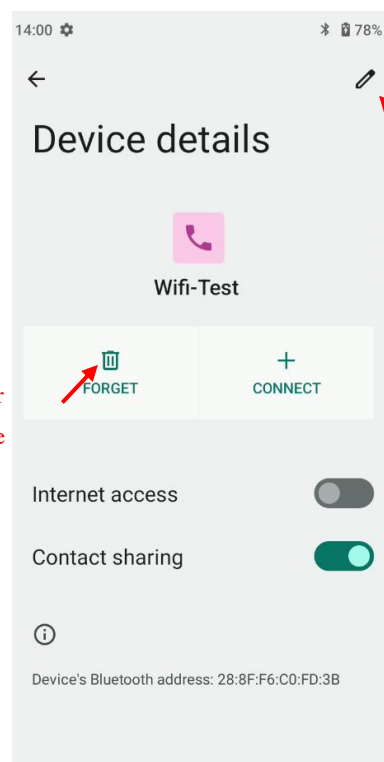 14:00 78%
Device details
Wifi-Test
FORGET CONNECT
Internet access
Contact sharing
Device's Bluetooth address: 28:8F:F6:C0:FD:3B